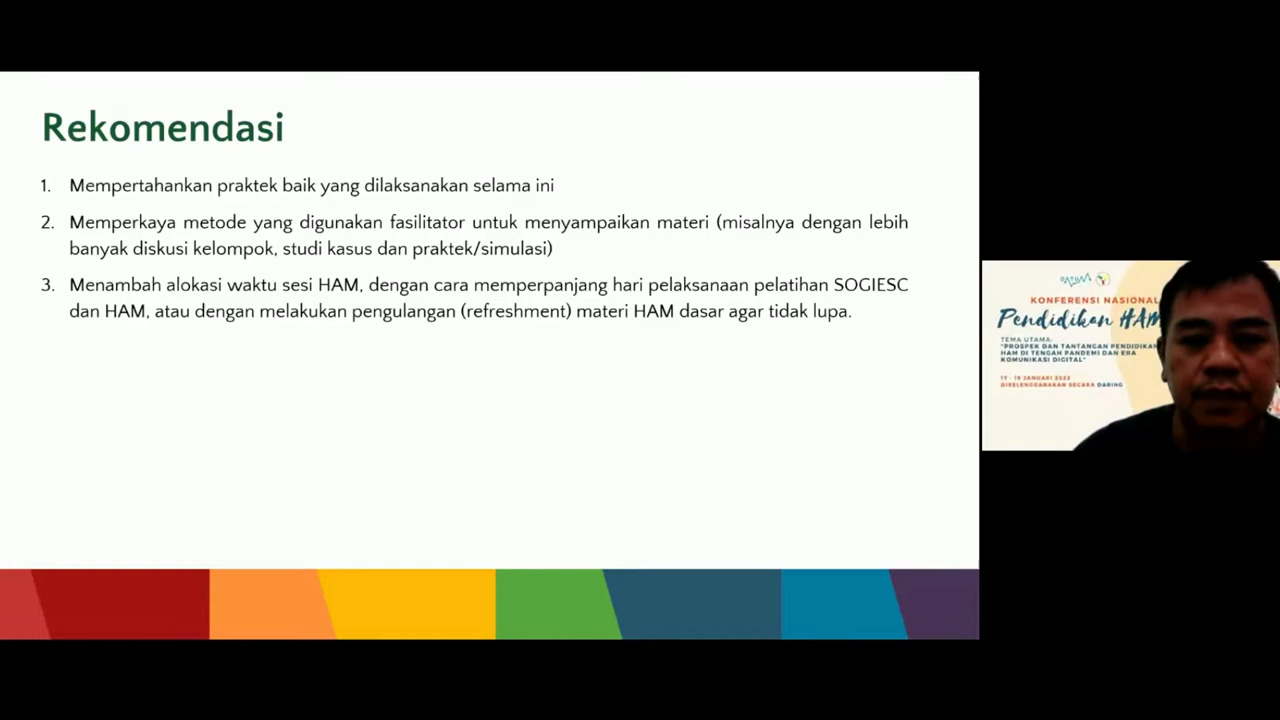 Rekomendasi
1. Mempertahankan praktek baik yang dilaksanakan selama ini
2. Memperkaya metode yang digunakan fasilitator untuk menyampaikan materi (misalnya dengan lebih
banyak diskusi kelompok, studi kasus dan praktek/simulasi)
3. Menambah alokasi waktu sesi HAM, dengan cara memperpanjang hari pelaksanaan pelatihan SOGIESC
dan HAM, atau dengan melakukan pengulangan (refreshment) materi HAM dasar agar tidak lupa.
KONFERENSI NASIONAL
Pendidikan HAM
TEMA UTAMA:
"PROSPEK DAN TANTANGAN PENDIDIKAN
HAM DI TENGAH PANDEMI DAN ERA
KOMUNIKASI DIGITAL"
17 - 19 JANUARI 2022
DISELENGGARAKAN SECARA DARING